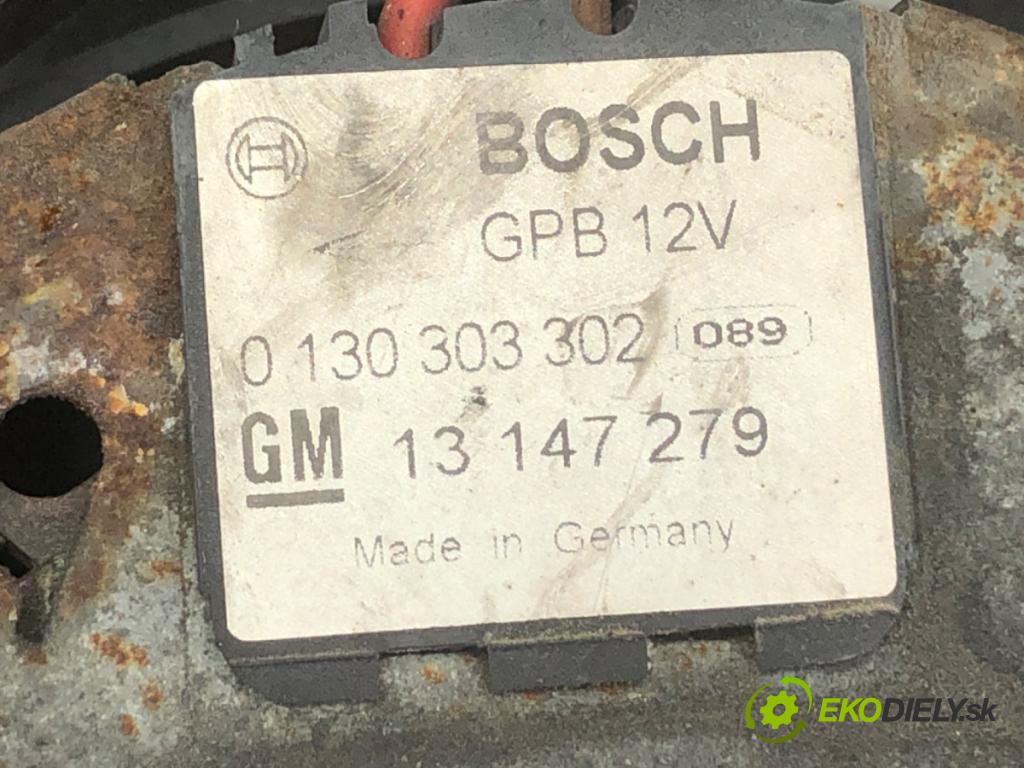 BOSCH
GPB 12V
0 130 303 302 089
GM 13 147 279
Made in Germany
EKODIELY.sk